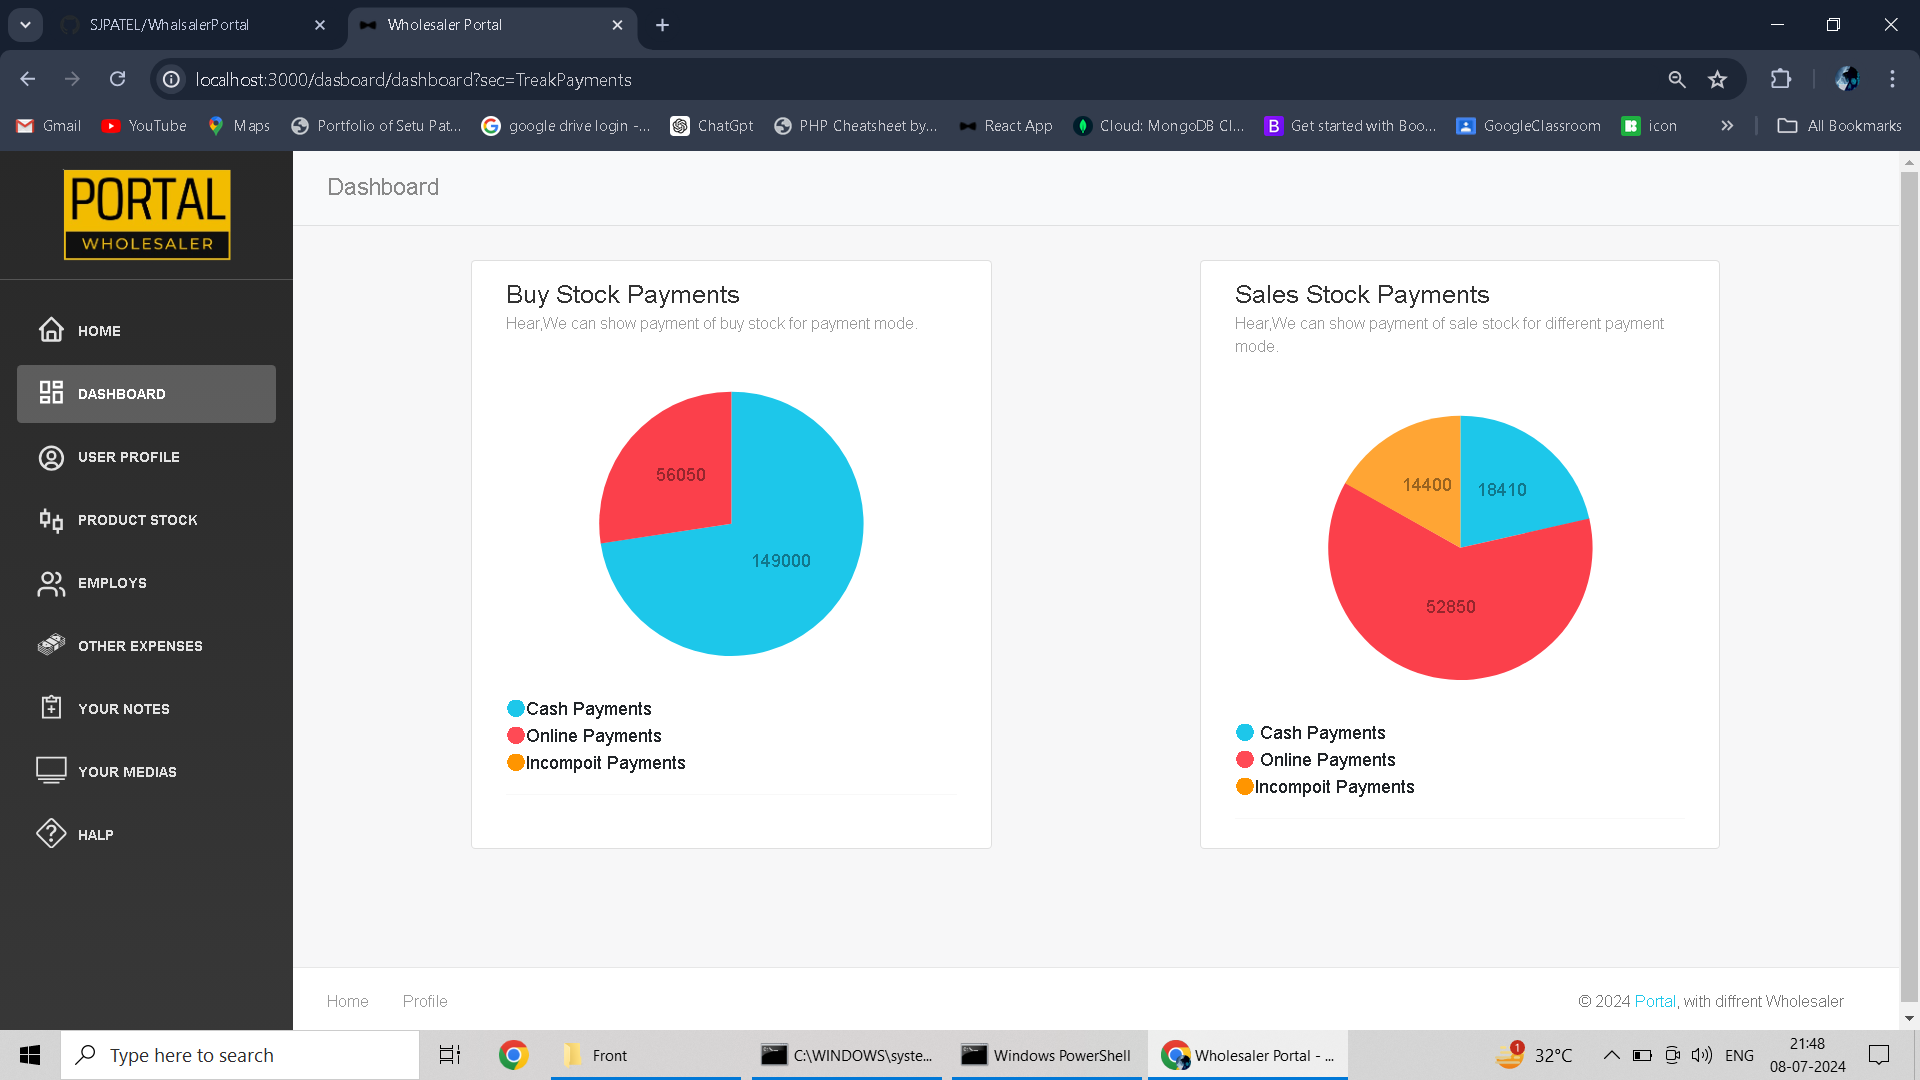 SJPATEL/WhalsalerPortal
Wholesaler Portal
localhost:3000/dasboard/dashboard?sec=TreakPayments
Gmail
YouTube
Maps
Portfolio of Setu Pat...
google drive login -...
ChatGpt
PHP Cheatsheet by...
React App
Cloud: MongoDB Cl...
Get started with Boo...
GoogleClassroom
icon
All Bookmarks
PORTAL
WHOLESALER
HOME
DASHBOARD
USER PROFILE
PRODUCT STOCK
EMPLOYS
OTHER EXPENSES
YOUR NOTES
YOUR MEDIAS
HALP
Dashboard
Buy Stock Payments
Hear,We can show payment of buy stock for payment mode.
56050
149000
Cash Payments
Online Payments
Incompoit Payments
Sales Stock Payments
Hear,We can show payment of sale stock for different payment
mode.
14400
18410
52850
Cash Payments
Online Payments
Incompoit Payments
Home
Profile
© 2024 Portal, with diffrent Wholesaler
Type here to search
Front
C:\WINDOWS\syste...
Windows PowerShell
Wholesaler Portal - ...
1
32°C
ENG
21:48
08-07-2024